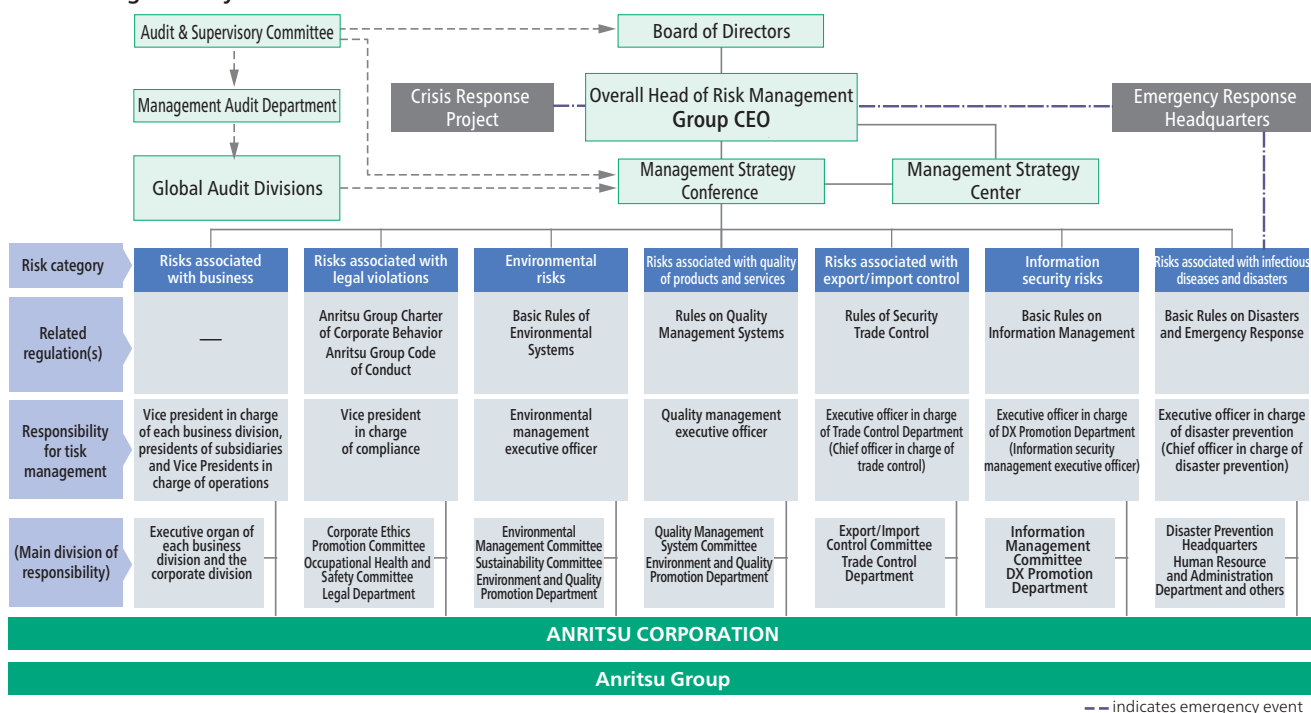 Audit & Supervisory Committee
Board of Directors
Management Audit Department
Crisis Response
Project
Overall Head of Risk Management
Group CEO
Emergency Response
Headquarters
Global Audit Divisions
Management Strategy
Conference
Management Strategy
Center
Risk category
Risks associated
with business
Risks associated with
legal violations
Environmental
risks
Risks associated with quality
of products and services
Risks associated with
export/import control
Information
security risks
Risks associated with infectious
diseases and disasters
Related
regulation(s)
—
Anritsu Group Charter
of Corporate Behavior
Anritsu Group Code
of Conduct
Basic Rules of
Environmental
Systems
Rules on Quality
Management Systems
Rules of Security
Trade Control
Basic Rules on
Information Management
Basic Rules on Disasters
and Emergency Response
Responsibility
for risk
management
Vice president in charge
of each business division,
presidents of subsidiaries
and Vice Presidents in
charge of operations
Vice president
in charge
of compliance
Environmental
management
executive officer
Quality management
executive officer
Executive officer in charge
of Trade Control Department
(Chief officer in charge of
trade control)
Executive officer in charge
of DX Promotion Department
(Information security
management executive officer)
Executive officer in charge
of disaster prevention
(Chief officer in charge of
disaster prevention)
(Main division of
responsibility)
Executive organ of
each business
division and the
corporate division
Corporate Ethics
Promotion Committee
Occupational Health and
Safety Committee
Legal Department
Environmental
Management Committee
Sustainability Committee
Environment and Quality
Promotion Department
Quality Management
System Committee
Environment and Quality
Promotion Department
Export/Import
Control Committee
Trade Control
Department
Information
Management
Committee
DX Promotion
Department
Disaster Prevention
Headquarters
Human Resource
and Administration
Department and others
ANRITSU CORPORATION
Anritsu Group
indicates emergency event